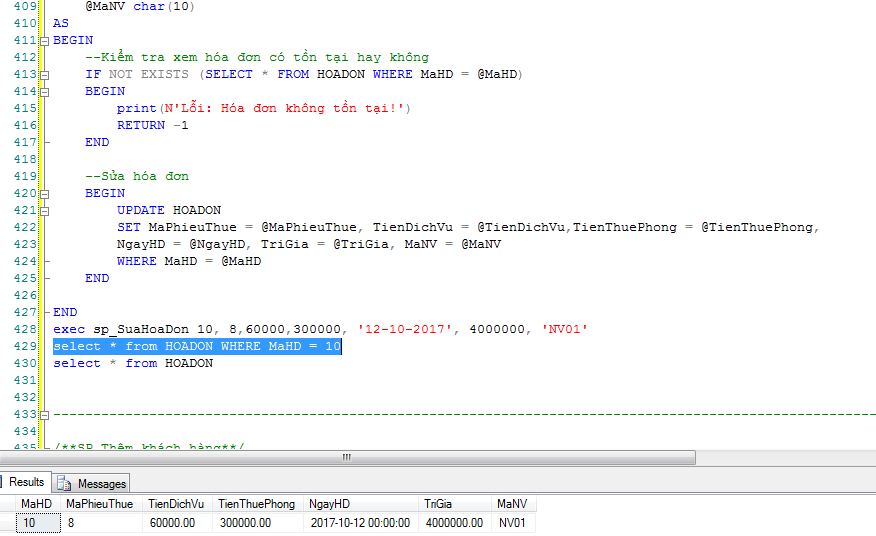 409 @MaNV char(10)
410 AS
411 BEGIN
412 --Kiểm tra xem hóa đơn có tồn tại hay không
413 IF NOT EXISTS (SELECT * FROM HOADON WHERE MaHD = @MaHD)
414 BEGIN
415 print(N'Lỗi: Hóa đơn không tồn tại!')
416 RETURN -1
417 END
418
419 --Sửa hóa đơn
420 BEGIN
421 UPDATE HOADON
422 SET MaPhieuThue = @MaPhieuThue, TienDichVu = @TienDichVu,TienThuePhong = @TienThuePhong,
423 NgayHD = @NgayHD, TriGia = @TriGia, MaNV = @MaNV
424 WHERE MaHD = @MaHD
425 END
426
427 END
428 exec sp_SuaHoaDon 10, 8,60000,300000, '12-10-2017', 4000000, 'NV01'
429 select * from HOADON WHERE MaHD = 10
430 select * from HOADON
431
432
433 --------------------------------------------------------------------------------------------------------
434
435 /**SP Thêm khách hàng**/
Results Messages
MaHD MaPhieuThue TienDichVu TienThuePhong NgayHD TriGia MaNV
10 8 60000.00 300000.00 2017-10-12 00:00:00 4000000.00 NV01